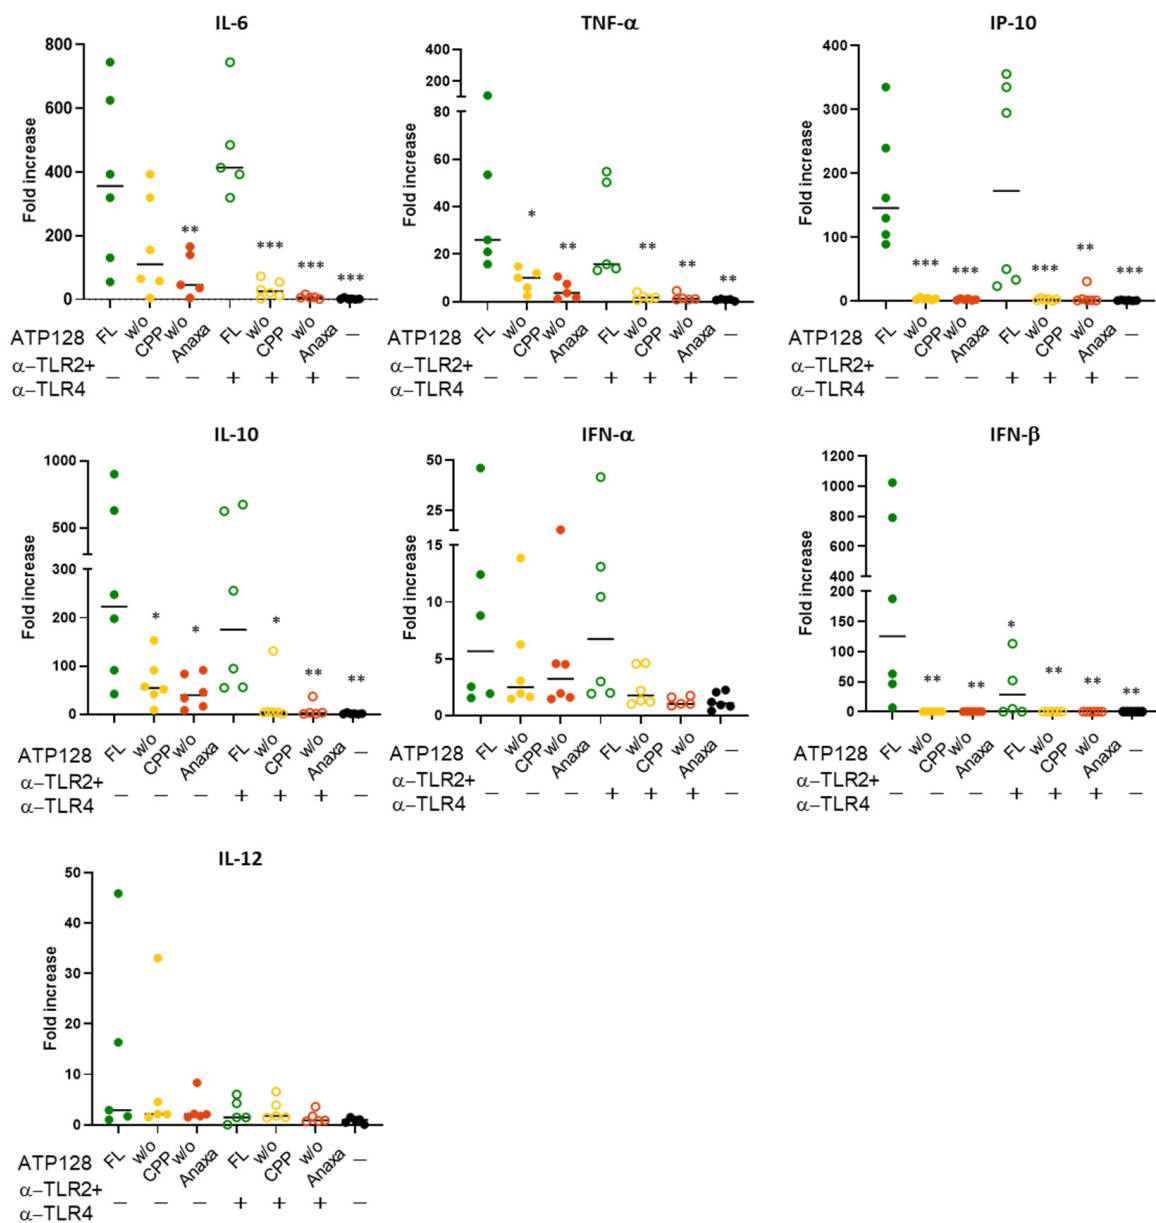 IL-6
TNF-α
IP-10
Fold increase
800
600
400
200
0
**
***
***
***
Fold increase
400
200
80
60
40
20
0
*
**
**
**
**
Fold increase
400
300
200
100
0
***
***
***
**
***
ATP128 FL w/o CPP w/o Anaxa FL w/o CPP w/o Anaxa —
α-TLR2+
α-TLR4 — — — + + + —
FL w/o CPP w/o Anaxa FL w/o CPP w/o Anaxa —
ATP128
α-TLR2+
α-TLR4 — — — + + + —
FL w/o CPP w/o Anaxa FL w/o CPP w/o Anaxa —
ATP128
α-TLR2+
α-TLR4 — — — + + + —
IL-10
IFN-α
IFN-β
Fold increase
1000
500
300
200
100
0
*
*
*
**
**
Fold increase
50
25
15
10
5
0
Fold increase
1200
1000
800
600
400
200
150
100
50
0
**
**
*
**
**
**
FL w/o CPP w/o Anaxa FL w/o CPP w/o Anaxa —
ATP128
α-TLR2+
α-TLR4 — — — + + + —
FL w/o CPP w/o Anaxa FL w/o CPP w/o Anaxa —
ATP128
α-TLR2+
α-TLR4 — — — + + + —
FL w/o CPP w/o Anaxa FL w/o CPP w/o Anaxa —
ATP128
α-TLR2+
α-TLR4 — — — + + + —
IL-12
Fold increase
50
40
30
20
10
0
FL w/o CPP w/o Anaxa FL w/o CPP w/o Anaxa —
ATP128
α-TLR2+
α-TLR4 — — — + + + —